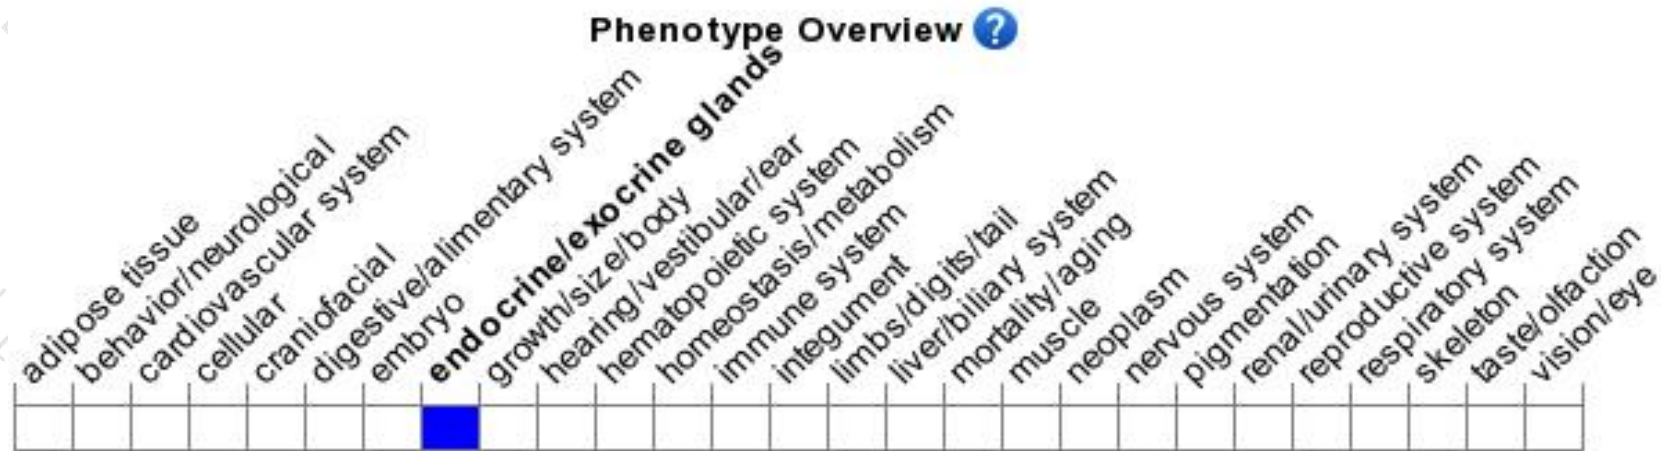 Phenotype Overview ?
adipose tissue
behavior/neurological
cardiovascular system
cellular
craniofacial
digestive/alimentary system
embryo
endocrine/exocrine glands
growth/size/body
hearing/vestibular/ear
hematopoietic system
homeostasis/metabolism
immune system
integument
limbs/digits/tail
liver/biliary system
mortality/aging
muscle
neoplasm
nervous system
pigmentation
renal/urinary system
reproductive system
respiratory system
skeleton
taste/olfaction
vision/eye